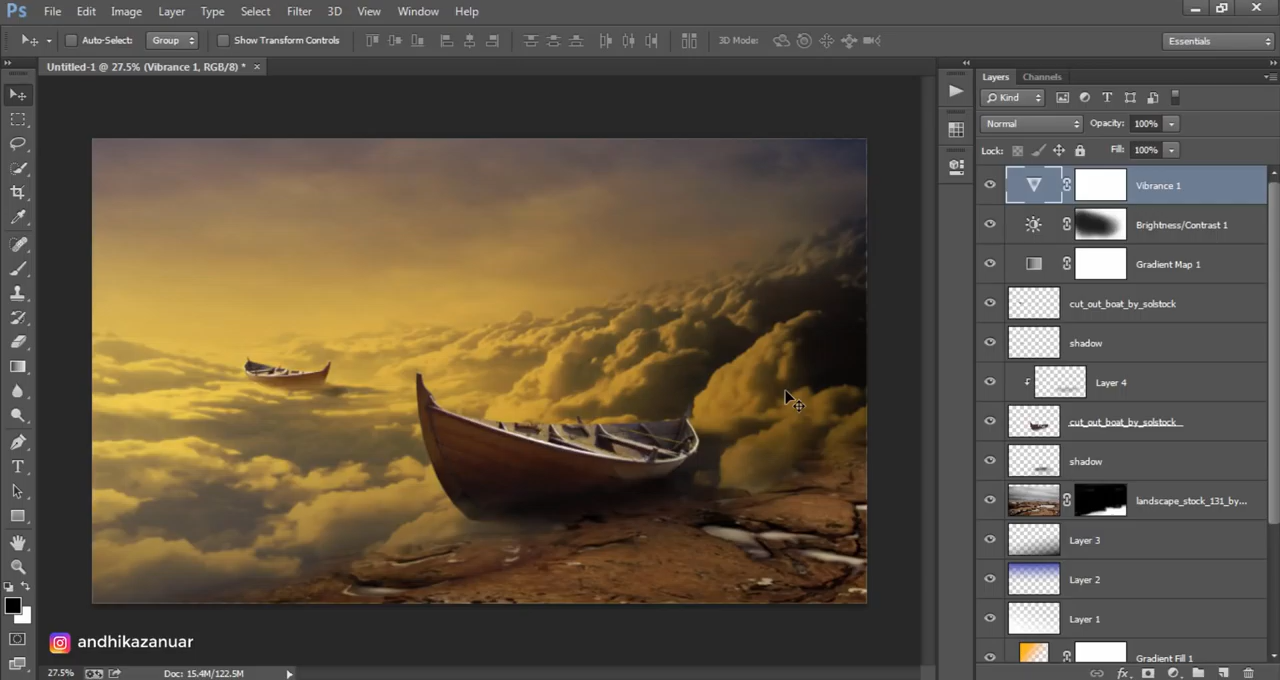 Ps File Edit Image Layer Type Select Filter 3D View Window Help
Auto-Select: Group Show Transform Controls 3D Mode: Essentials
Untitled-1 @ 27.5% (Vibrance 1, RGB/8) * ×
Layers Channels
Kind
Normal Opacity: 100%
Lock: Fill: 100%
Vibrance 1
Brightness/Contrast 1
Gradient Map 1
cut_out_boat_by_solstock
shadow
Layer 4
cut_out_boat_by_solstock
shadow
landscape_stock_131_by...
Layer 3
Layer 2
Layer 1
Gradient Fill 1
andhikazanuar
27.5% Doc: 15.4M/122.5M
fx